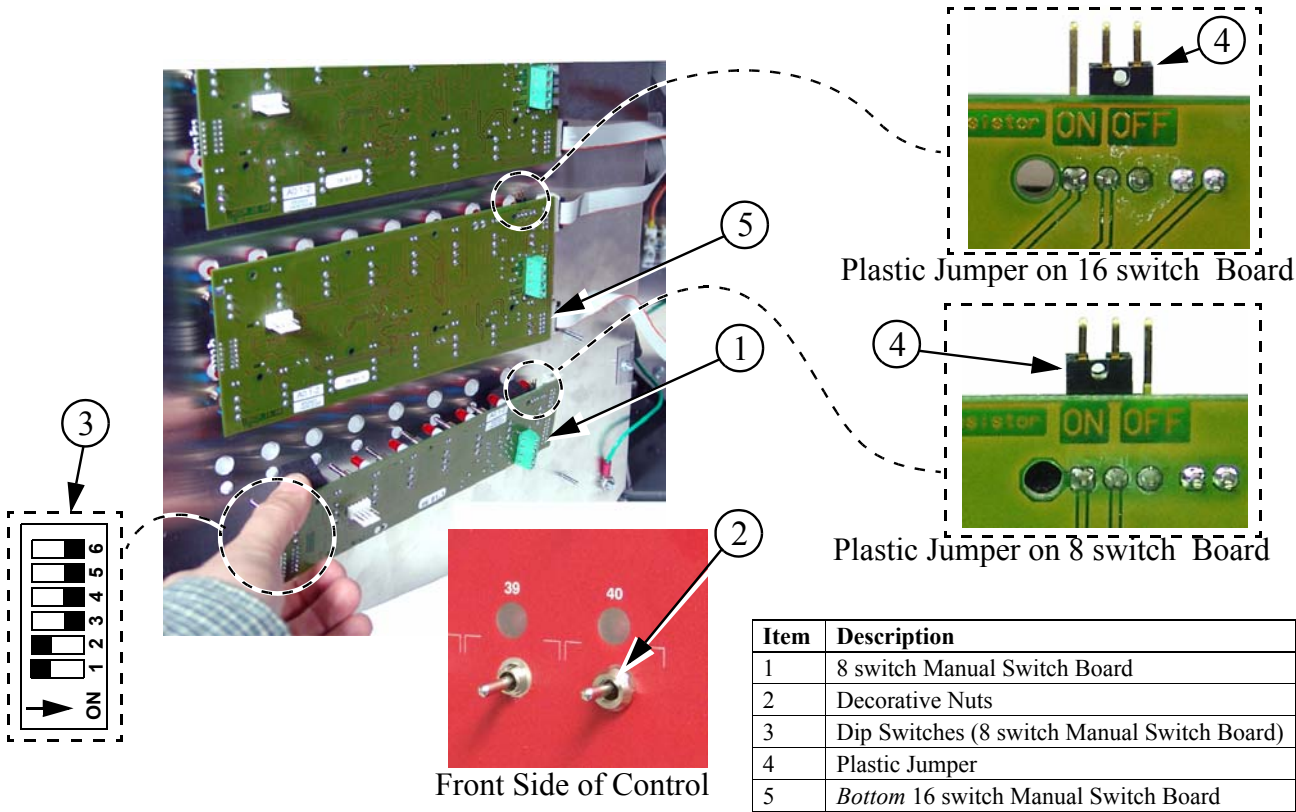 4
sistor ON OFF
Plastic Jumper on 16 switch Board
5
1
4
sistor ON OFF
Plastic Jumper on 8 switch Board
3
6
5
4
3
2
1
ON
2
39 40
Front Side of Control
Item Description
1 8 switch Manual Switch Board
2 Decorative Nuts
3 Dip Switches (8 switch Manual Switch Board)
4 Plastic Jumper
5 Bottom 16 switch Manual Switch Board